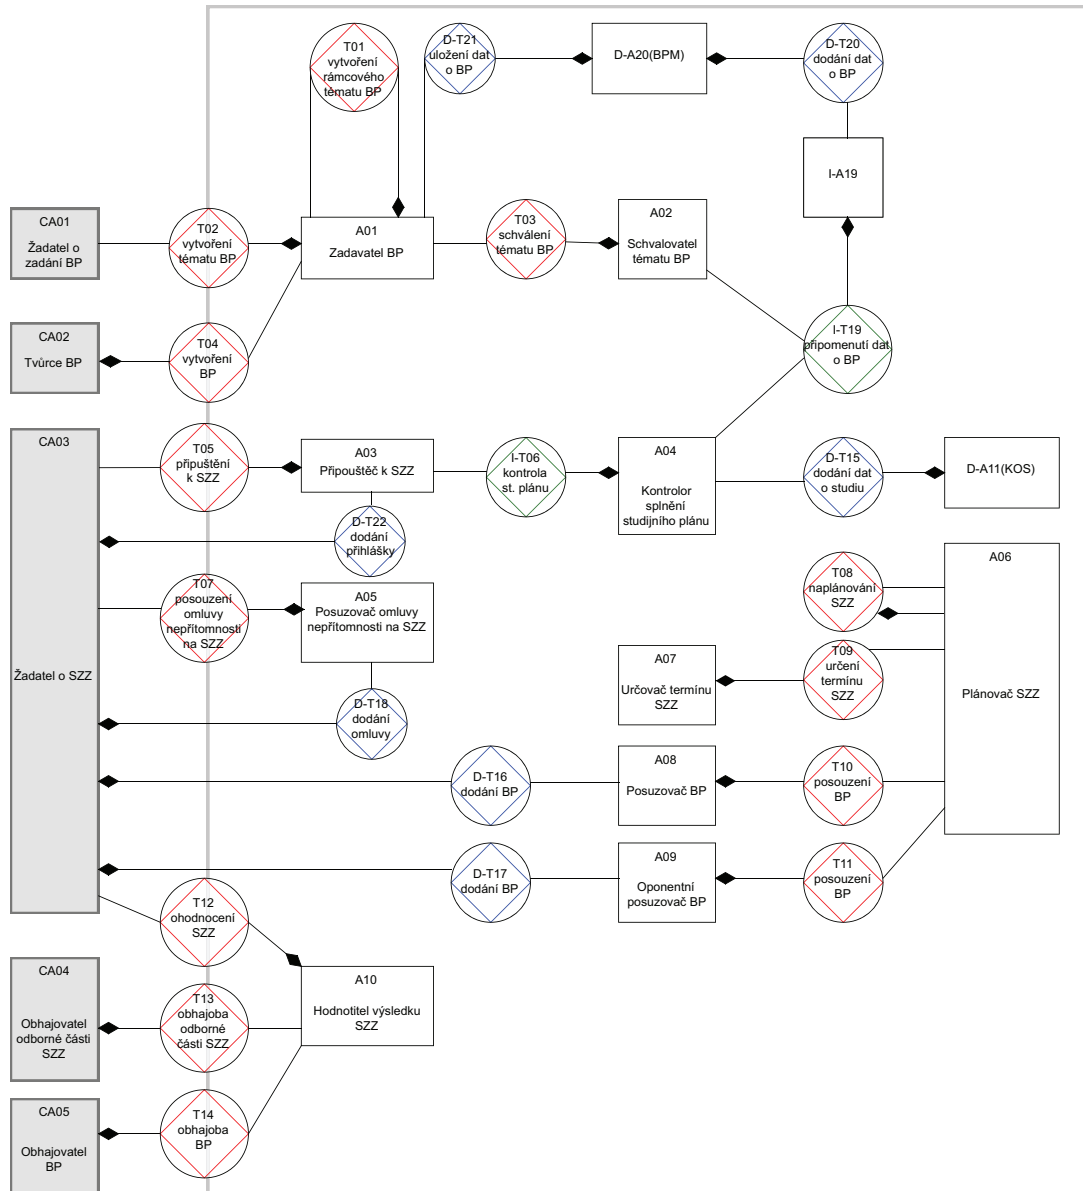 T01
vytvoření
rámcového
tématu BP
D-T21
uložení dat
o BP
D-A20(BPM)
D-T20
dodání dat
o BP
I-A19
CA01
Žadatel o
zadání BP
T02
vytvoření
tématu BP
A01
Zadavatel BP
T03
schválení
tématu BP
A02
Schvalovatel
tématu BP
CA02
Tvůrce BP
T04
vytvoření
BP
I-T19
připomenutí dat
o BP
CA03
Žadatel o SZZ
T05
připuštění
k SZZ
A03
Připouštěč k SZZ
I-T06
kontrola
st. plánu
A04
Kontrolor
splnění
studijního plánu
D-T15
dodání dat
o studiu
D-A11(KOS)
D-T22
dodání
přihlášky
T07
posouzení
omluvy
nepřítomnosti
na SZZ
A05
Posuzovač omluvy
nepřítomnosti na SZZ
T08
naplánování
SZZ
A06
Plánovač SZZ
A07
Určovač termínu
SZZ
T09
určení
termínu
SZZ
D-T18
dodání
omluvy
D-T16
dodání BP
A08
Posuzovač BP
T10
posouzení
BP
D-T17
dodání BP
A09
Oponentní
posuzovač BP
T11
posouzení
BP
T12
ohodnocení
SZZ
CA04
Obhajovatel
odborné části
SZZ
T13
obhajoba
odborné
části SZZ
A10
Hodnotitel výsledku
SZZ
CA05
Obhajovatel
BP
T14
obhajoba
BP